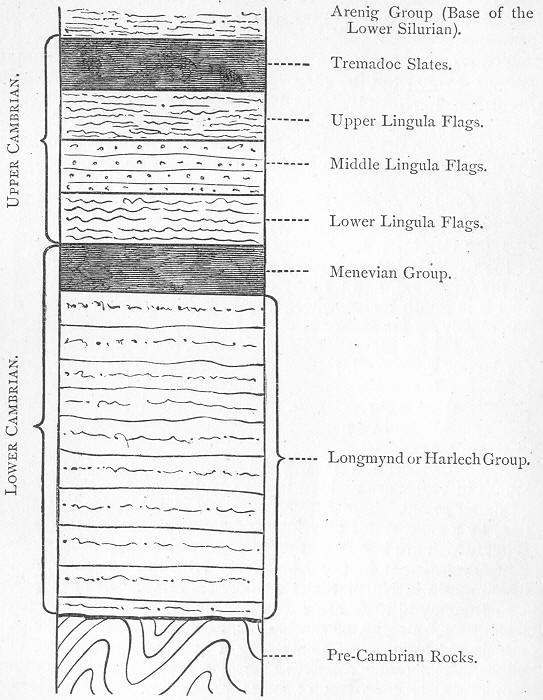 Arenig Group (Base of the
Lower Silurian).
Tremadoc Slates.
Upper Lingula Flags.
Middle Lingula Flags.
Lower Lingula Flags.
Menevian Group.
Longmynd or Harlech Group.
Pre-Cambrian Rocks.
UPPER CAMBRIAN.
LOWER CAMBRIAN.